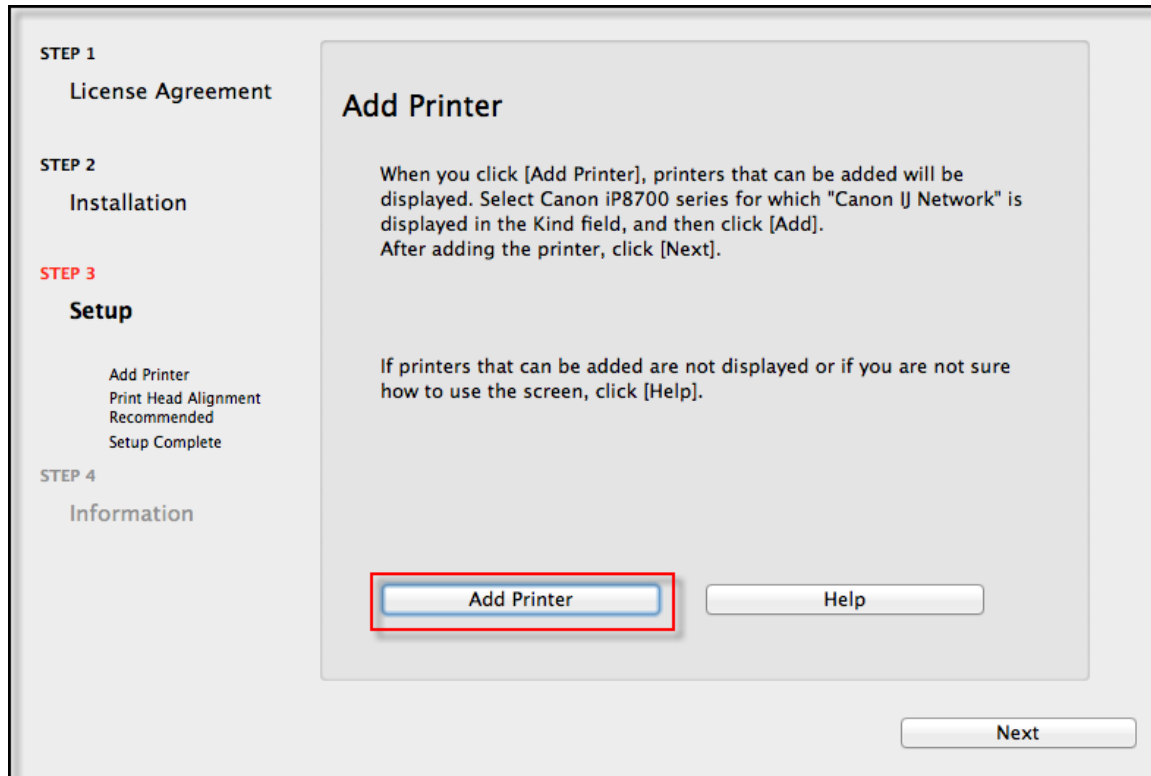 STEP 1
License Agreement
STEP 2
Installation
STEP 3
Setup
Add Printer
Print Head Alignment
Recommended
Setup Complete
STEP 4
Information
Add Printer
When you click [Add Printer], printers that can be added will be
displayed. Select Canon iP8700 series for which "Canon IJ Network" is
displayed in the Kind field, and then click [Add].
After adding the printer, click [Next].
If printers that can be added are not displayed or if you are not sure
how to use the screen, click [Help].
Add Printer
Help
Next